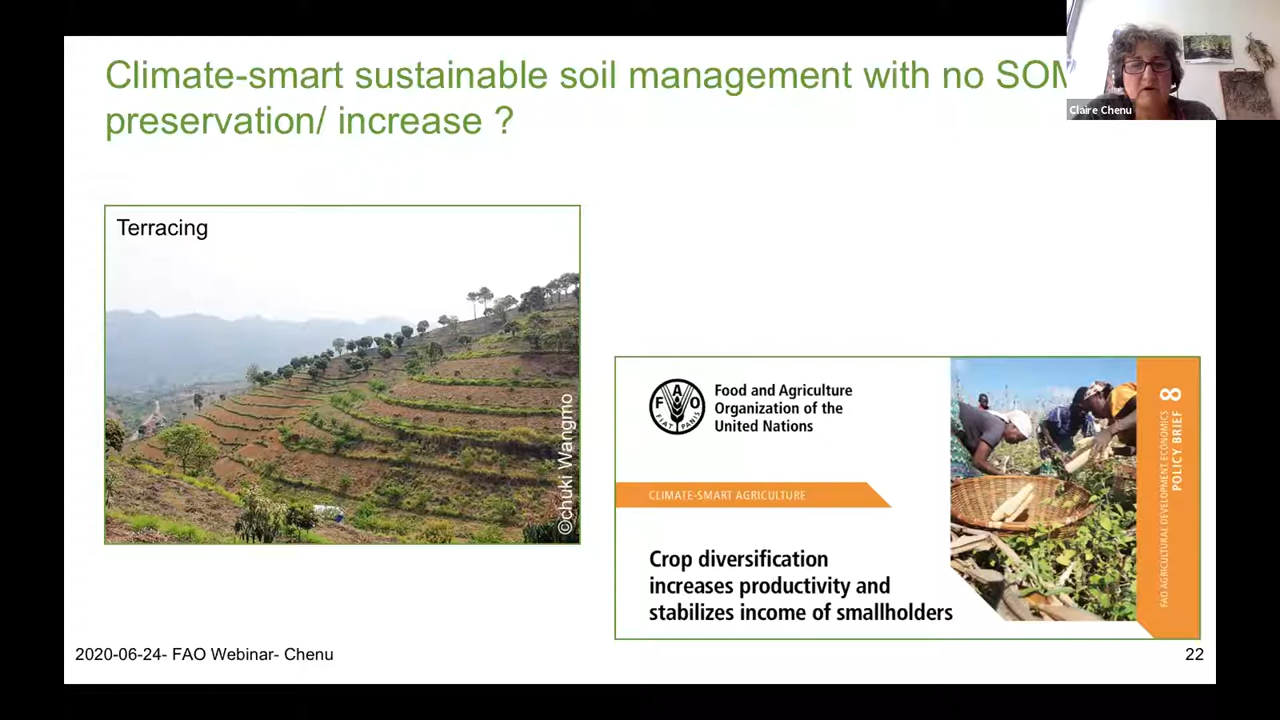 Climate-smart sustainable soil management with no SOM
preservation/ increase ?
Claire Chenu
Terracing
©chuki Wangmo
F A O
FIAT PANIS
Food and Agriculture
Organization of the
United Nations
CLIMATE-SMART AGRICULTURE
Crop diversification
increases productivity and
stabilizes income of smallholders
FAO AGRICULTURAL DEVELOPMENT ECONOMICS
POLICY BRIEF 8
2020-06-24- FAO Webinar- Chenu
22